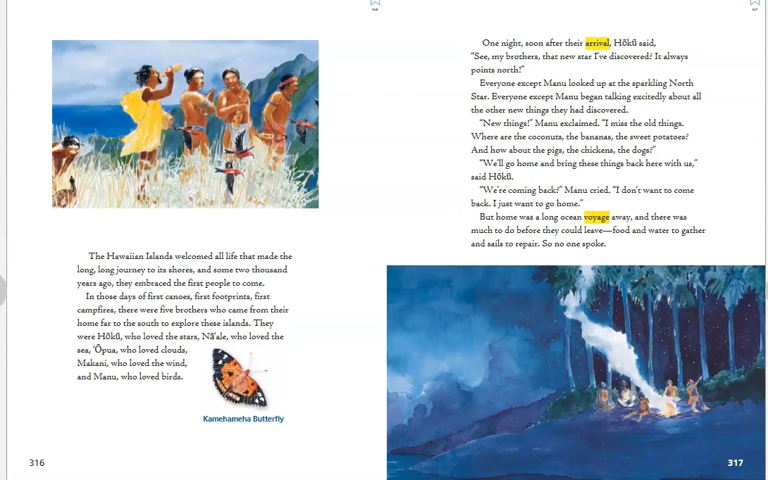 The Hawaiian Islands welcomed all life that made the
long, long journey to its shores, and some two thousand
years ago, they embraced the first people to come.
In those days of first canoes, first footprints, first
campfires, there were five brothers who came from their
home far to the south to explore these islands. They
were Hōkū, who loved the stars, Nā'ale, who loved the
sea, 'Ōpua, who loved clouds,
Makani, who loved the wind,
and Manu, who loved birds.
Kamehameha Butterfly
316
One night, soon after their arrival, Hōkū said,
“See, my brothers, that new star I’ve discovered? It always
points north!”
Everyone except Manu looked up at the sparkling North
Star. Everyone except Manu began talking excitedly about all
the other new things they had discovered.
“New things!” Manu exclaimed. “I miss the old things.
Where are the coconuts, the bananas, the sweet potatoes?
And how about the pigs, the chickens, the dogs?”
“We’ll go home and bring these things back here with us,”
said Hōkū.
“We’re coming back?” Manu cried. “I don’t want to come
back. I just want to go home.”
But home was a long ocean voyage away, and there was
much to do before they could leave—food and water to gather
and sails to repair. So no one spoke.
317